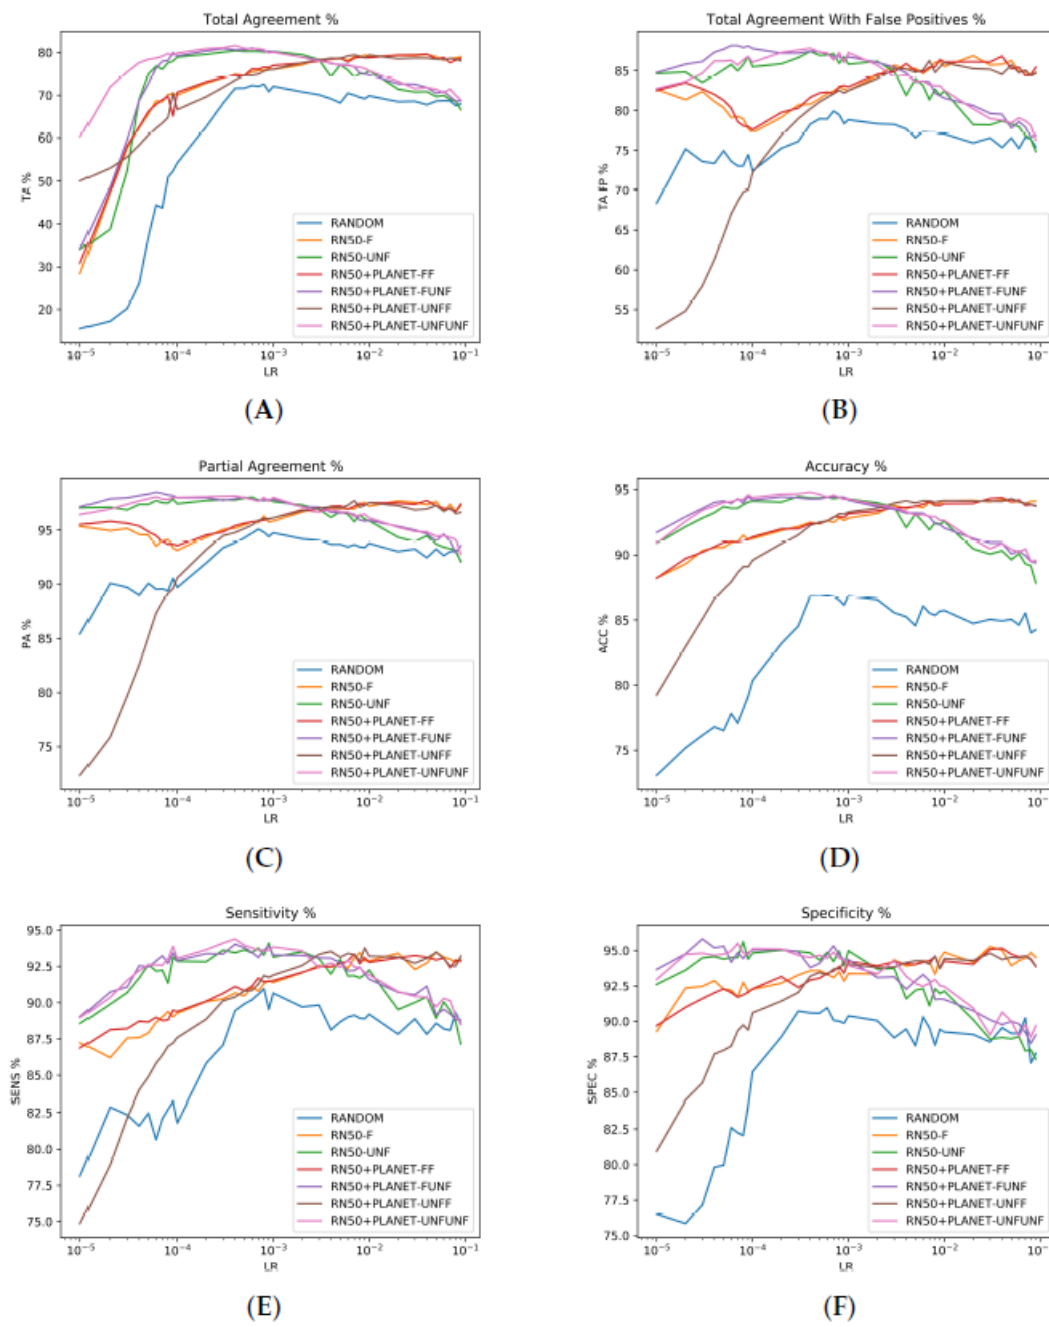 Total Agreement %
TA %
80
70
60
50
40
30
20
RANDOM
RN50-F
RN50-UNF
RN50+PLANET-FF
RN50+PLANET-FUNF
RN50+PLANET-UNFF
RN50+PLANET-UNFUNF
10⁻⁵ 10⁻⁴ 10⁻³ 10⁻² 10⁻¹
LR
(A)
Total Agreement With False Positives %
TA FP %
85
80
75
70
65
60
55
RANDOM
RN50-F
RN50-UNF
RN50+PLANET-FF
RN50+PLANET-FUNF
RN50+PLANET-UNFF
RN50+PLANET-UNFUNF
10⁻⁵ 10⁻⁴ 10⁻³ 10⁻² 10⁻
LR
(B)
Partial Agreement %
PA %
95
90
85
80
75
RANDOM
RN50-F
RN50-UNF
RN50+PLANET-FF
RN50+PLANET-FUNF
RN50+PLANET-UNFF
RN50+PLANET-UNFUNF
10⁻⁵ 10⁻⁴ 10⁻³ 10⁻² 10⁻¹
LR
(C)
Accuracy %
ACC %
95
90
85
80
75
RANDOM
RN50-F
RN50-UNF
RN50+PLANET-FF
RN50+PLANET-FUNF
RN50+PLANET-UNFF
RN50+PLANET-UNFUNF
10⁻⁵ 10⁻⁴ 10⁻³ 10⁻² 10⁻
LR
(D)
Sensitivity %
SENS %
95.0
92.5
90.0
87.5
85.0
82.5
80.0
77.5
75.0
RANDOM
RN50-F
RN50-UNF
RN50+PLANET-FF
RN50+PLANET-FUNF
RN50+PLANET-UNFF
RN50+PLANET-UNFUNF
10⁻⁵ 10⁻⁴ 10⁻³ 10⁻² 10⁻¹
LR
(E)
Specificity %
SPEC %
95.0
92.5
90.0
87.5
85.0
82.5
80.0
77.5
75.0
RANDOM
RN50-F
RN50-UNF
RN50+PLANET-FF
RN50+PLANET-FUNF
RN50+PLANET-UNFF
RN50+PLANET-UNFUNF
10⁻⁵ 10⁻⁴ 10⁻³ 10⁻² 10⁻
LR
(F)